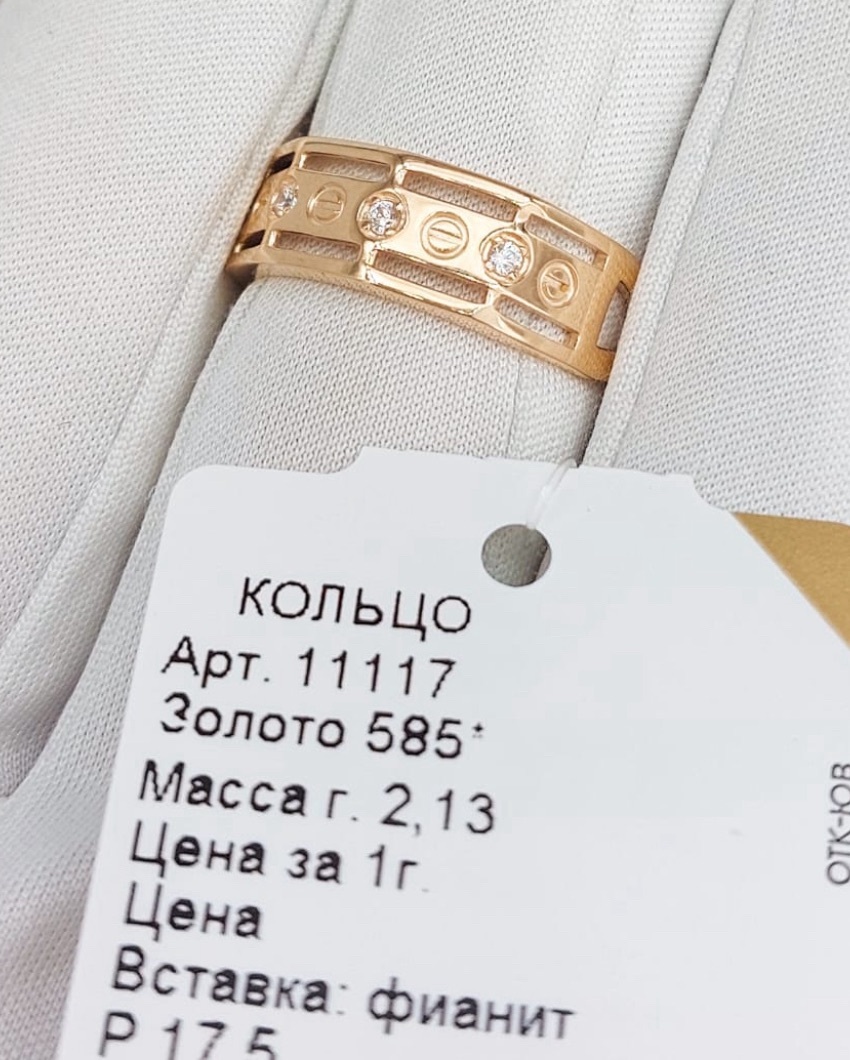 КОЛЬЦО
Арт. 11117
Золото 585*
Масса г. 2,13
Цена за 1г.
Цена
Вставка: фианит
Р 17,5
ОТК-ЮВ